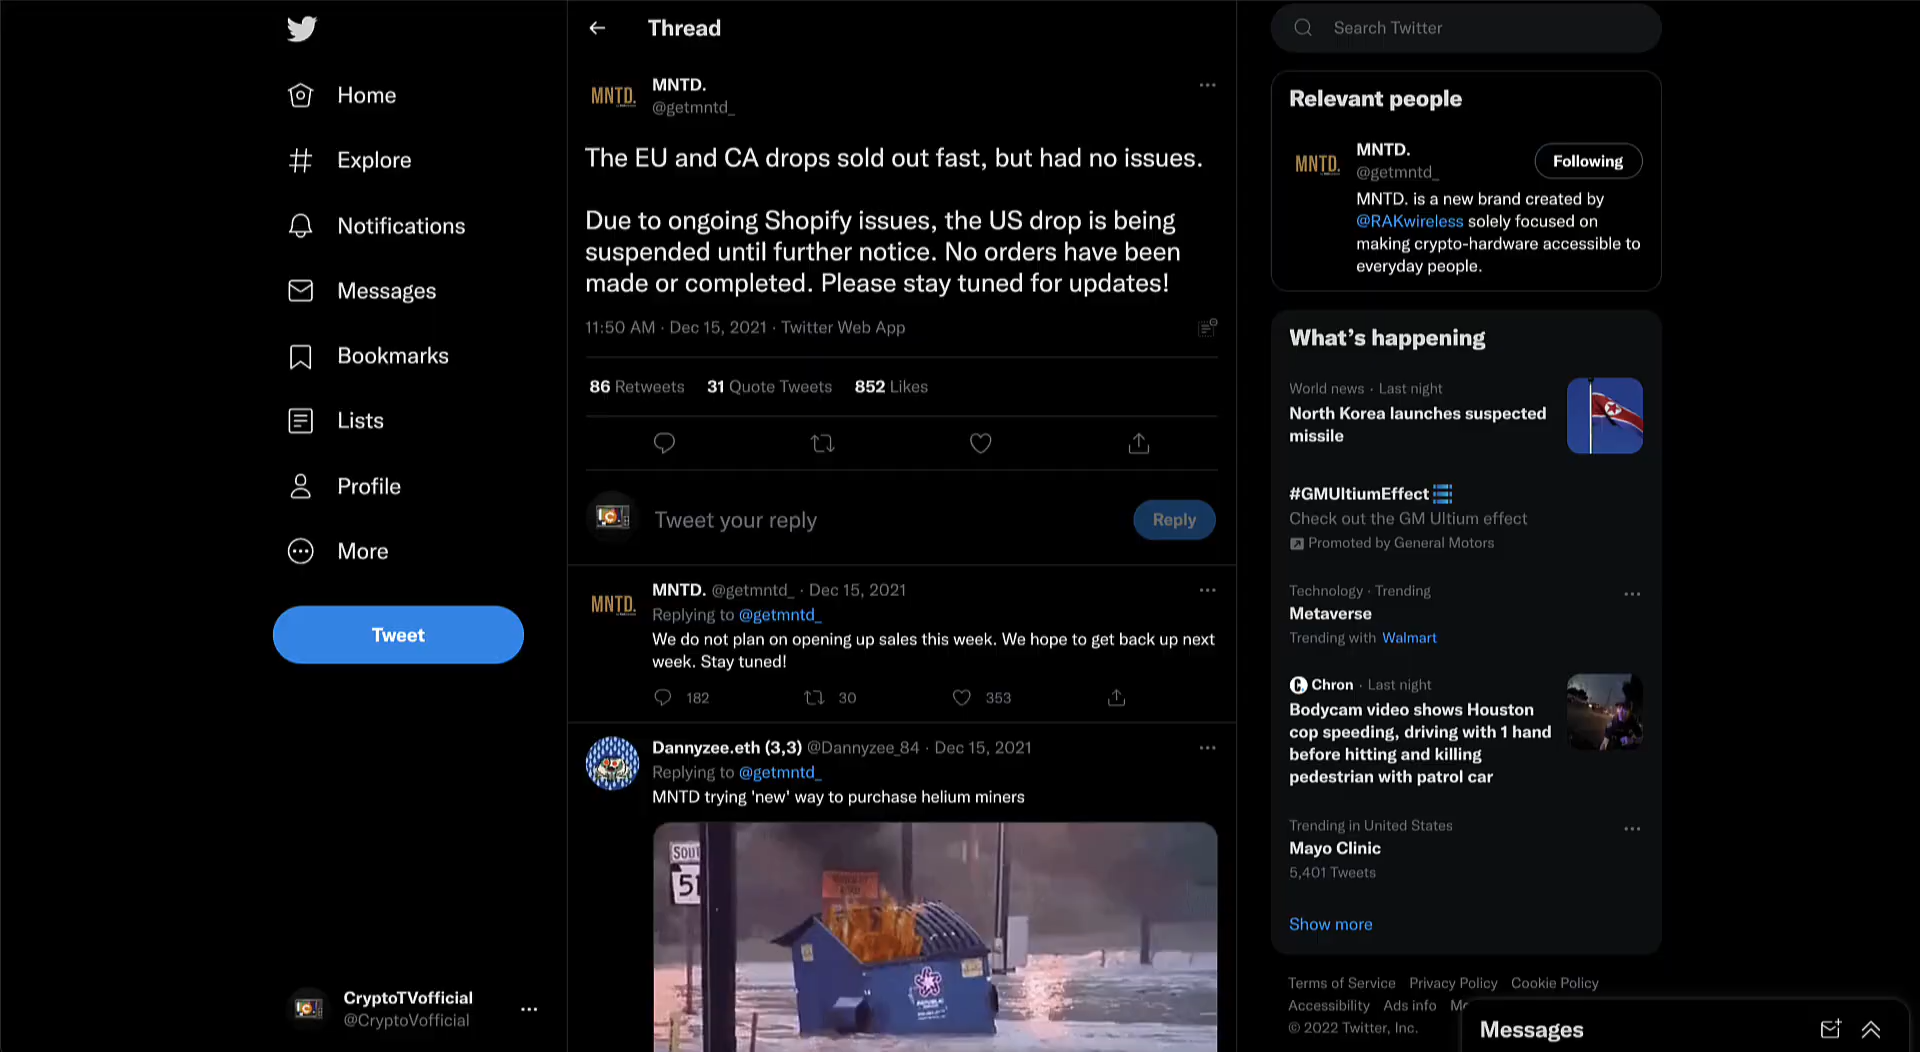 Home
Explore
Notifications
Messages
Bookmarks
Lists
Profile
More
Tweet
CryptoTVofficial
@CryptoVofficial
Thread
MNTD.
MNTD.
@getmntd_
The EU and CA drops sold out fast, but had no issues.
Due to ongoing Shopify issues, the US drop is being
suspended until further notice. No orders have been
made or completed. Please stay tuned for updates!
11:50 AM · Dec 15, 2021 · Twitter Web App
86 Retweets 31 Quote Tweets 852 Likes
Tweet your reply
Reply
MNTD.
MNTD. @getmntd_ · Dec 15, 2021
Replying to @getmntd_
We do not plan on opening up sales this week. We hope to get back up next
week. Stay tuned!
182 30 353
Dannyzee.eth (3,3) @Dannyzee_84 · Dec 15, 2021
Replying to @getmntd_
MNTD trying 'new' way to purchase helium miners
SOUT
51
Search Twitter
Relevant people
MNTD.
MNTD.
@getmntd_
Following
MNTD. is a new brand created by
@RAKwireless solely focused on
making crypto-hardware accessible to
everyday people.
What's happening
World news · Last night
North Korea launches suspected
missile
#GMUltiumEffect
Check out the GM Ultium effect
Promoted by General Motors
Technology · Trending
Metaverse
Trending with Walmart
Chron · Last night
Bodycam video shows Houston
cop speeding, driving with 1 hand
before hitting and killing
pedestrian with patrol car
Trending in United States
Mayo Clinic
5,401 Tweets
Show more
Terms of Service Privacy Policy Cookie Policy
Accessibility Ads info Mo
© 2022 Twitter, Inc.
Messages